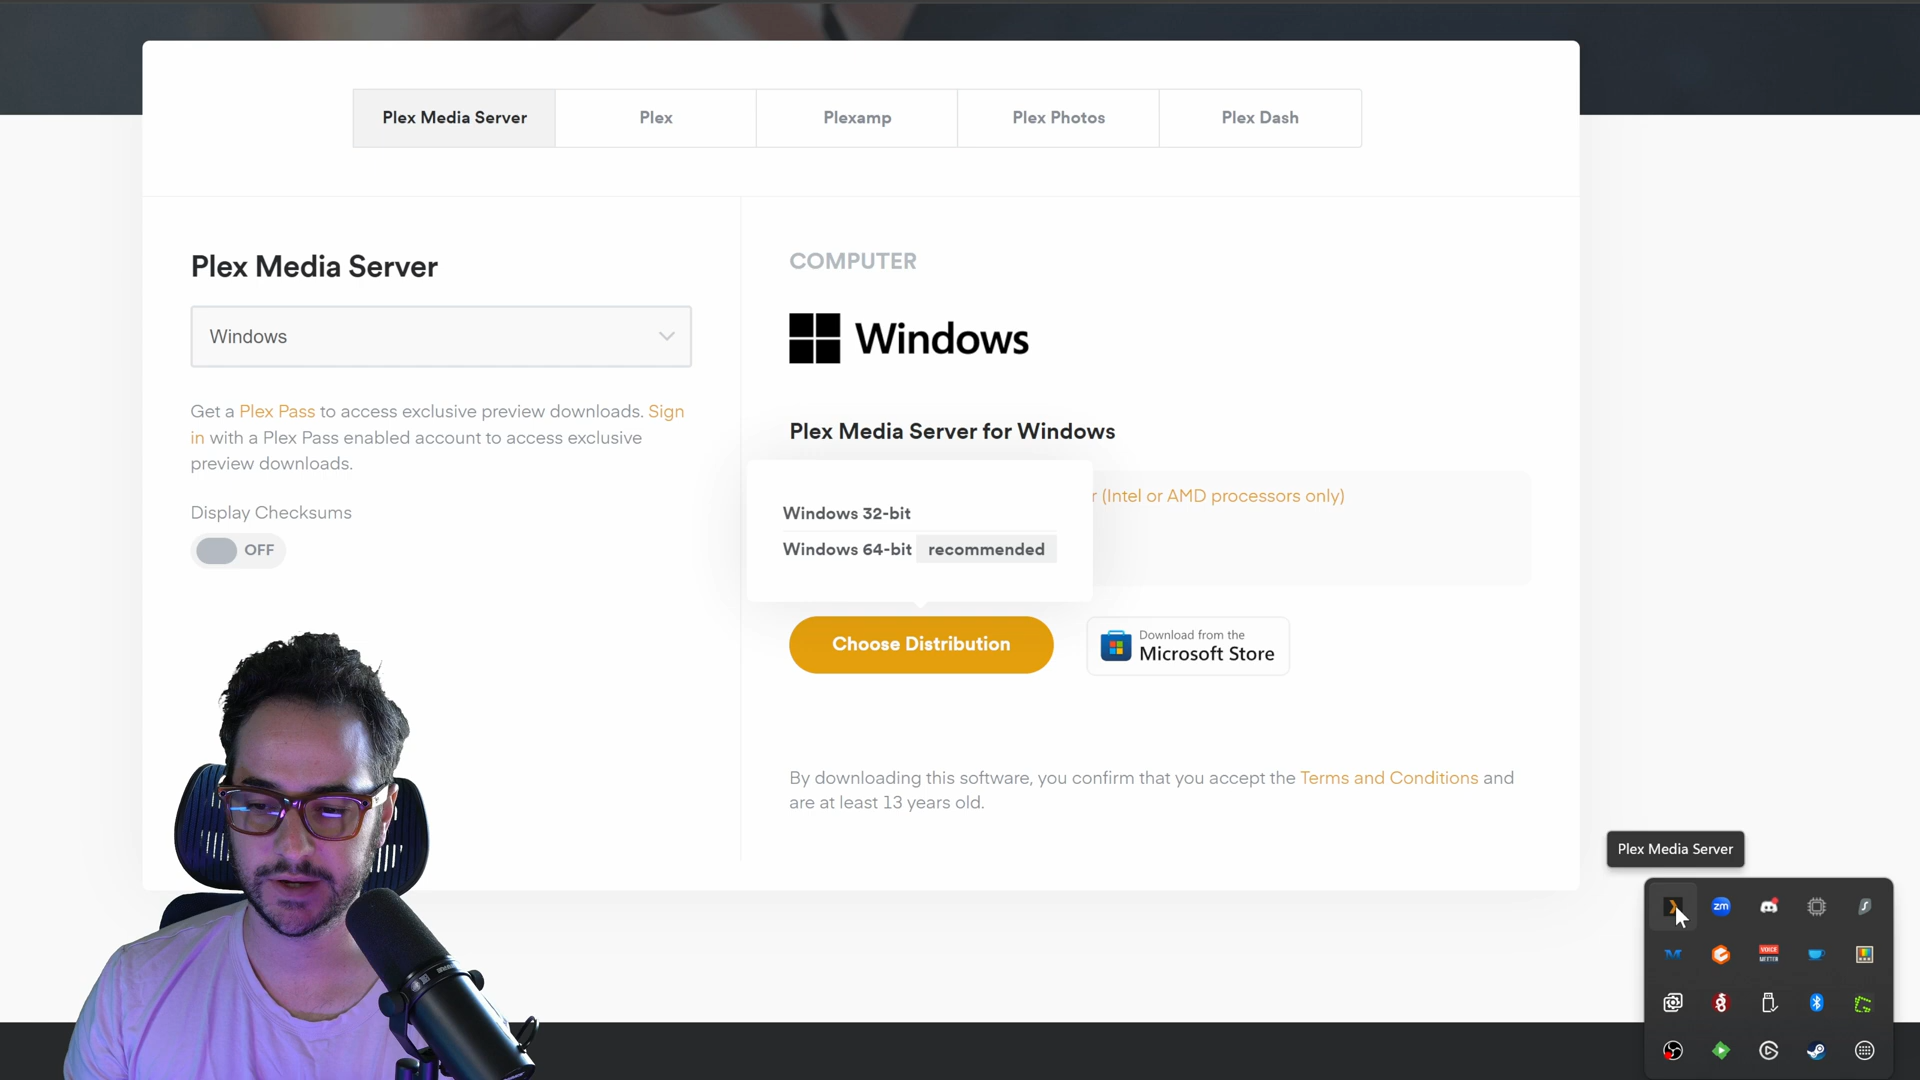 Plex Media Server
Plex
Plexamp
Plex Photos
Plex Dash
Plex Media Server
Windows
Get a Plex Pass to access exclusive preview downloads. Sign
in with a Plex Pass enabled account to access exclusive
preview downloads.
Display Checksums
OFF
COMPUTER
Windows
Plex Media Server for Windows
r (Intel or AMD processors only)
Windows 32-bit
Windows 64-bit recommended
Choose Distribution
Download from the
Microsoft Store
By downloading this software, you confirm that you accept the Terms and Conditions and
are at least 13 years old.
Plex Media Server
zm
VOICE
MEETER